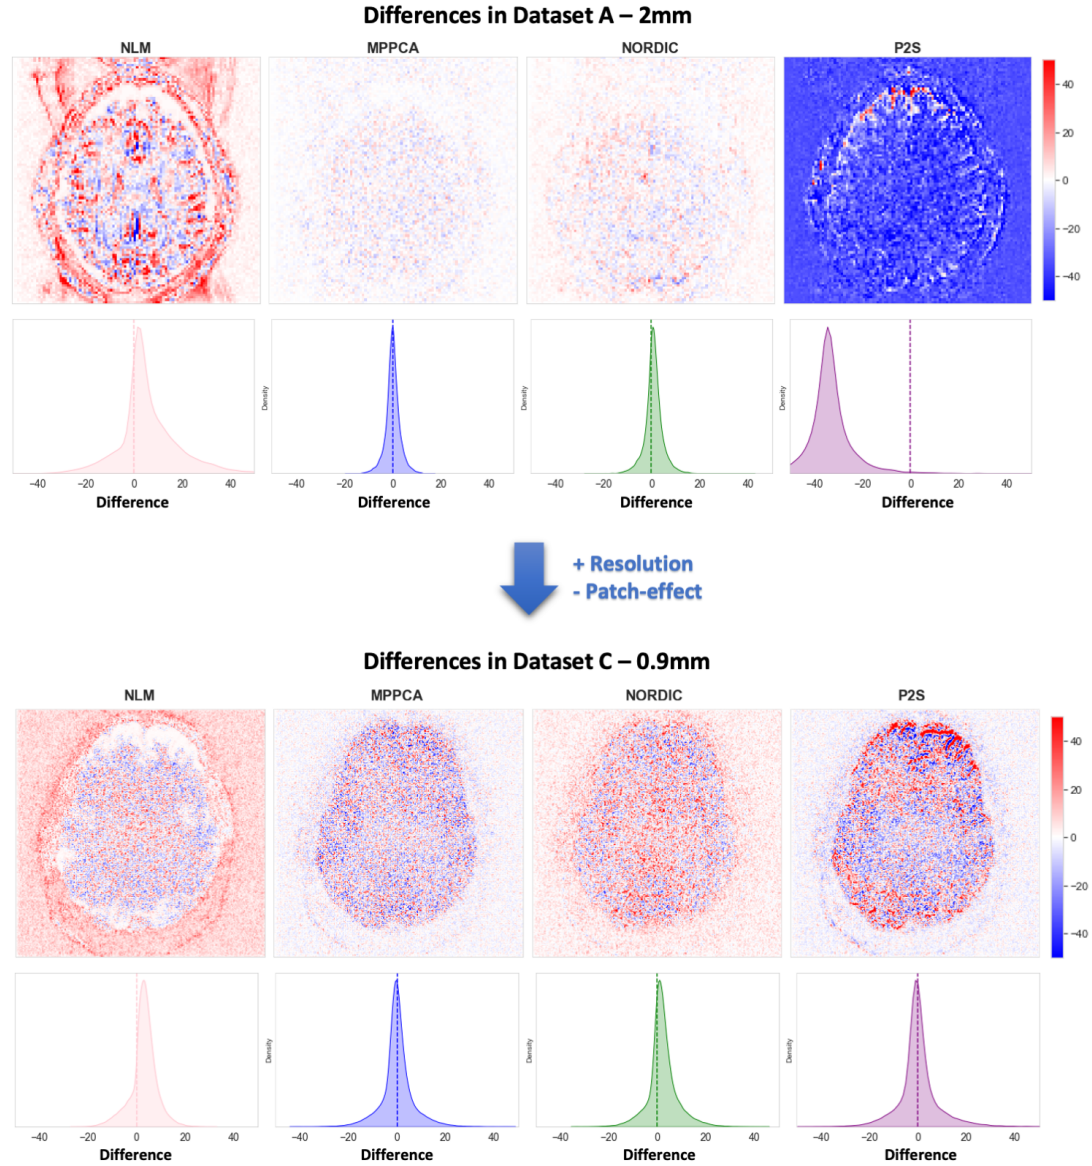 Differences in Dataset A – 2mm
NLM MPPCA NORDIC P2S
40
20
0
−20
−40
Density Density Density
−40 −20 0 20 40 −40 −20 0 20 40 −40 −20 0 20 40 −40 −20 0 20 40
Difference Difference Difference Difference
+ Resolution
- Patch-effect
Differences in Dataset C – 0.9mm
NLM MPPCA NORDIC P2S
40
20
0
−20
−40
Density Density Density
−40 −20 0 20 40 −40 −20 0 20 40 −40 −20 0 20 40 −40 −20 0 20 40
Difference Difference Difference Difference